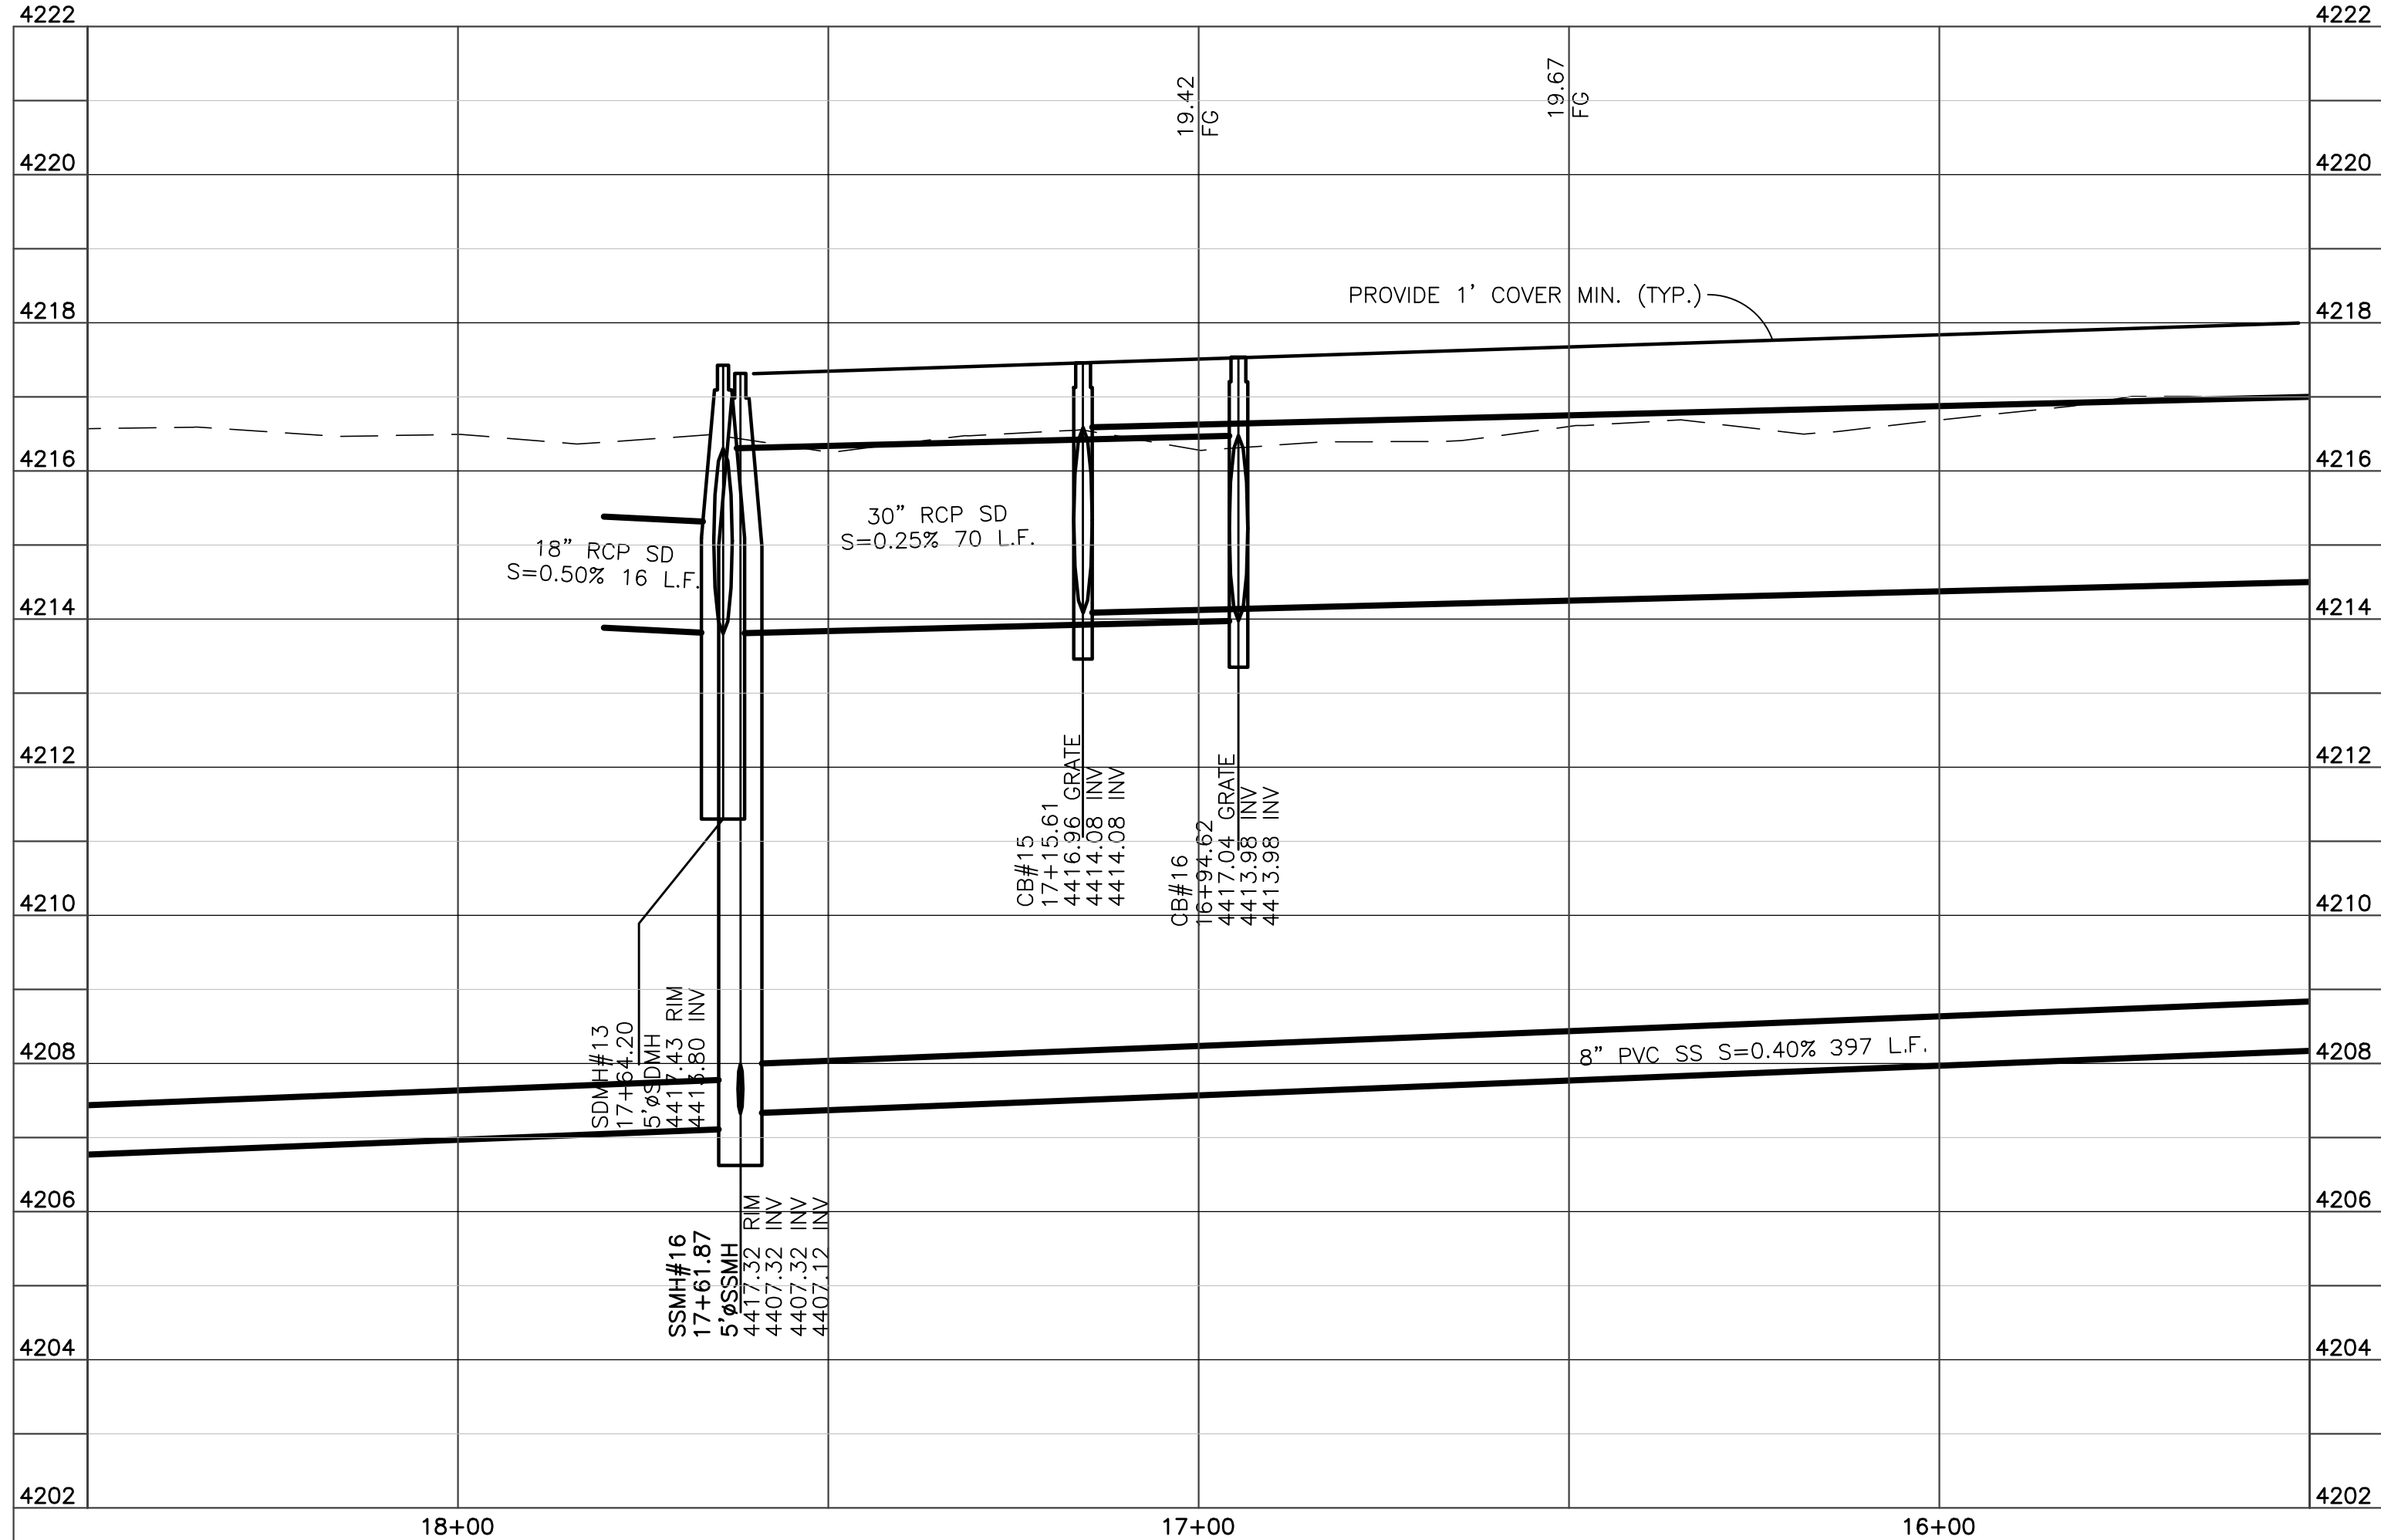 4222
4222
19.42
FG
19.67
FG
4220
4220
PROVIDE 1' COVER MIN. (TYP.)
4218
4218
4216
4216
30" RCP SD
S=0.25% 70 L.F.
18" RCP SD
S=0.50% 16 L.F.
4214
4214
4212
4212
CB#15
17+15.61
4416.96 GRATE
4414.08 INV
4414.08 INV
CB#16
16+94.62
4417.04 GRATE
4413.98 INV
4413.98 INV
4210
4210
SDMH#13
17+64.20
5'øSDMH
4417.43 RIM
4413.80 INV
8" PVC SS S=0.40% 397 L.F.
4208
4208
4206
4206
SSMH#16
17+61.87
5'øSSMH
4417.32 RIM
4407.32 INV
4407.32 INV
4407.12 INV
4204
4204
4202
4202
18+00
17+00
16+00